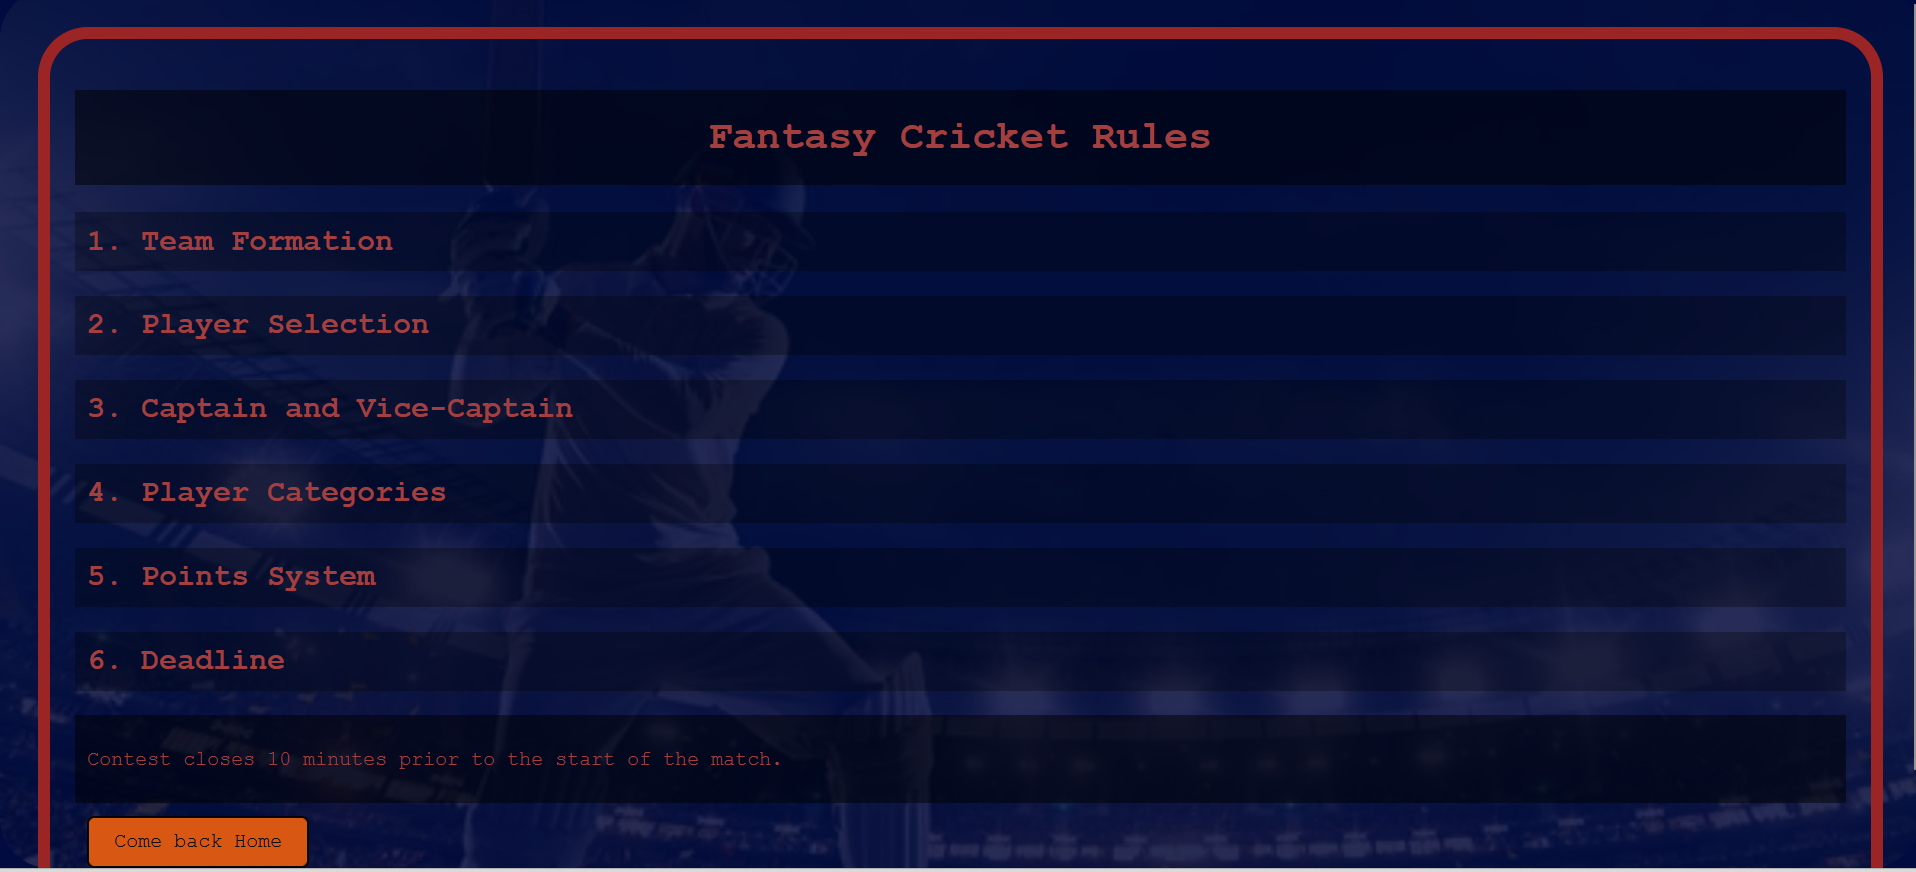 Fantasy Cricket Rules
1. Team Formation
2. Player Selection
3. Captain and Vice-Captain
4. Player Categories
5. Points System
6. Deadline
Contest closes 10 minutes prior to the start of the match.
Come back Home